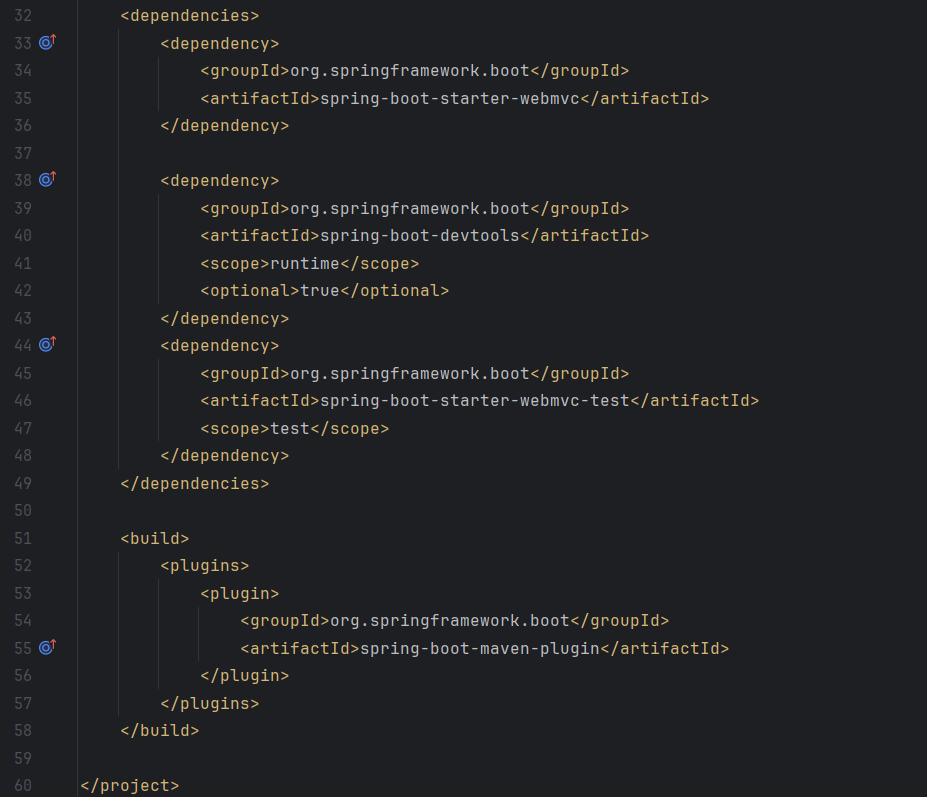 32 <dependencies>
33 <dependency>
34 <groupId>org.springframework.boot</groupId>
35 <artifactId>spring-boot-starter-webmvc</artifactId>
36 </dependency>
37
38 <dependency>
39 <groupId>org.springframework.boot</groupId>
40 <artifactId>spring-boot-devtools</artifactId>
41 <scope>runtime</scope>
42 <optional>true</optional>
43 </dependency>
44 <dependency>
45 <groupId>org.springframework.boot</groupId>
46 <artifactId>spring-boot-starter-webmvc-test</artifactId>
47 <scope>test</scope>
48 </dependency>
49 </dependencies>
50
51 <build>
52 <plugins>
53 <plugin>
54 <groupId>org.springframework.boot</groupId>
55 <artifactId>spring-boot-maven-plugin</artifactId>
56 </plugin>
57 </plugins>
58 </build>
59
60 </project>